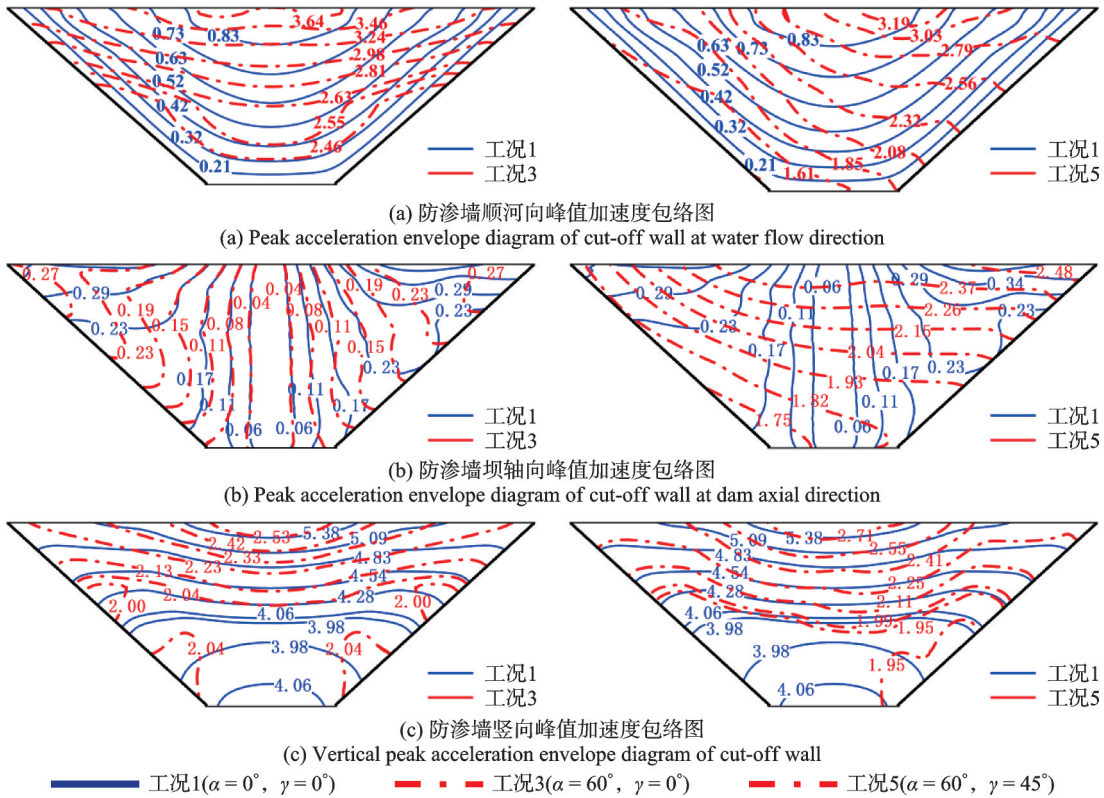 3.64 3.46
0.73 0.83 3.24
0.63 2.98
0.52 2.81
0.42 2.63
0.32 2.55
2.46
0.21
工况1
工况3
3.19
0.83 3.03
0.63 0.73 2.79
0.52 2.56
0.42
0.32 2.32
2.08
0.21 1.85
1.61
工况1
工况5
(a) 防渗墙顺河向峰值加速度包络图
(a) Peak acceleration envelope diagram of cut-off wall at water flow direction
0.27 0.27
0.29 0.04 0.19 0.29
0.19 0.04 0.23
0.23 0.15 0.08 0.08 0.23
0.11 0.11
0.23 0.15
0.17 0.23
0.11 0.11 0.17
0.06 0.06
工况1
工况3
0.29 2.48
0.06 2.37 0.34
0.29
0.11 2.26 0.23
0.23 2.15
0.17 2.04
0.17 0.23
1.93
1.82 0.11
1.75 0.06
工况1
工况5
(b) 防渗墙坝轴向峰值加速度包络图
(b) Peak acceleration envelope diagram of cut-off wall at dam axial direction
2.53 5.38
2.42 5.09
2.33 4.83
2.13 2.23 4.54
2.00 2.04 4.28 2.00
4.06
3.98
2.04 3.98 2.04
4.06
工况1
工况3
5.09 5.38 2.71
4.83 2.55
2.41
4.54 2.25
4.28 2.11
4.06 1.99
3.98 1.95
3.98 1.95
4.06
工况1
工况5
(c) 防渗墙竖向峰值加速度包络图
(c) Vertical peak acceleration envelope diagram of cut-off wall
工况1(α = 0°, γ = 0°) 工况3(α = 60°, γ = 0°) 工况5(α = 60°, γ = 45°)